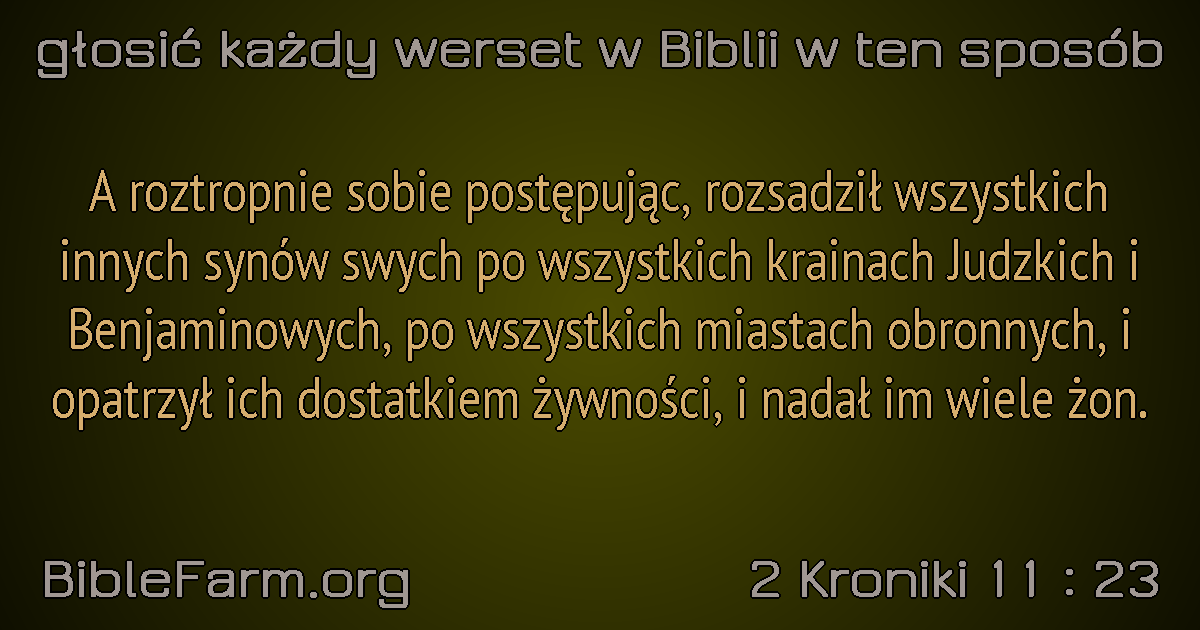 głosić każdy werset w Biblii w ten sposób
A roztropnie sobie postępując, rozsadził wszystkich
innych synów swych po wszystkich krainach Judzkich i
Benjaminowych, po wszystkich miastach obronnych, i
opatrzył ich dostatkiem żywności, i nadał im wiele żon.
BibleFarm.org
2 Kroniki 11 : 23